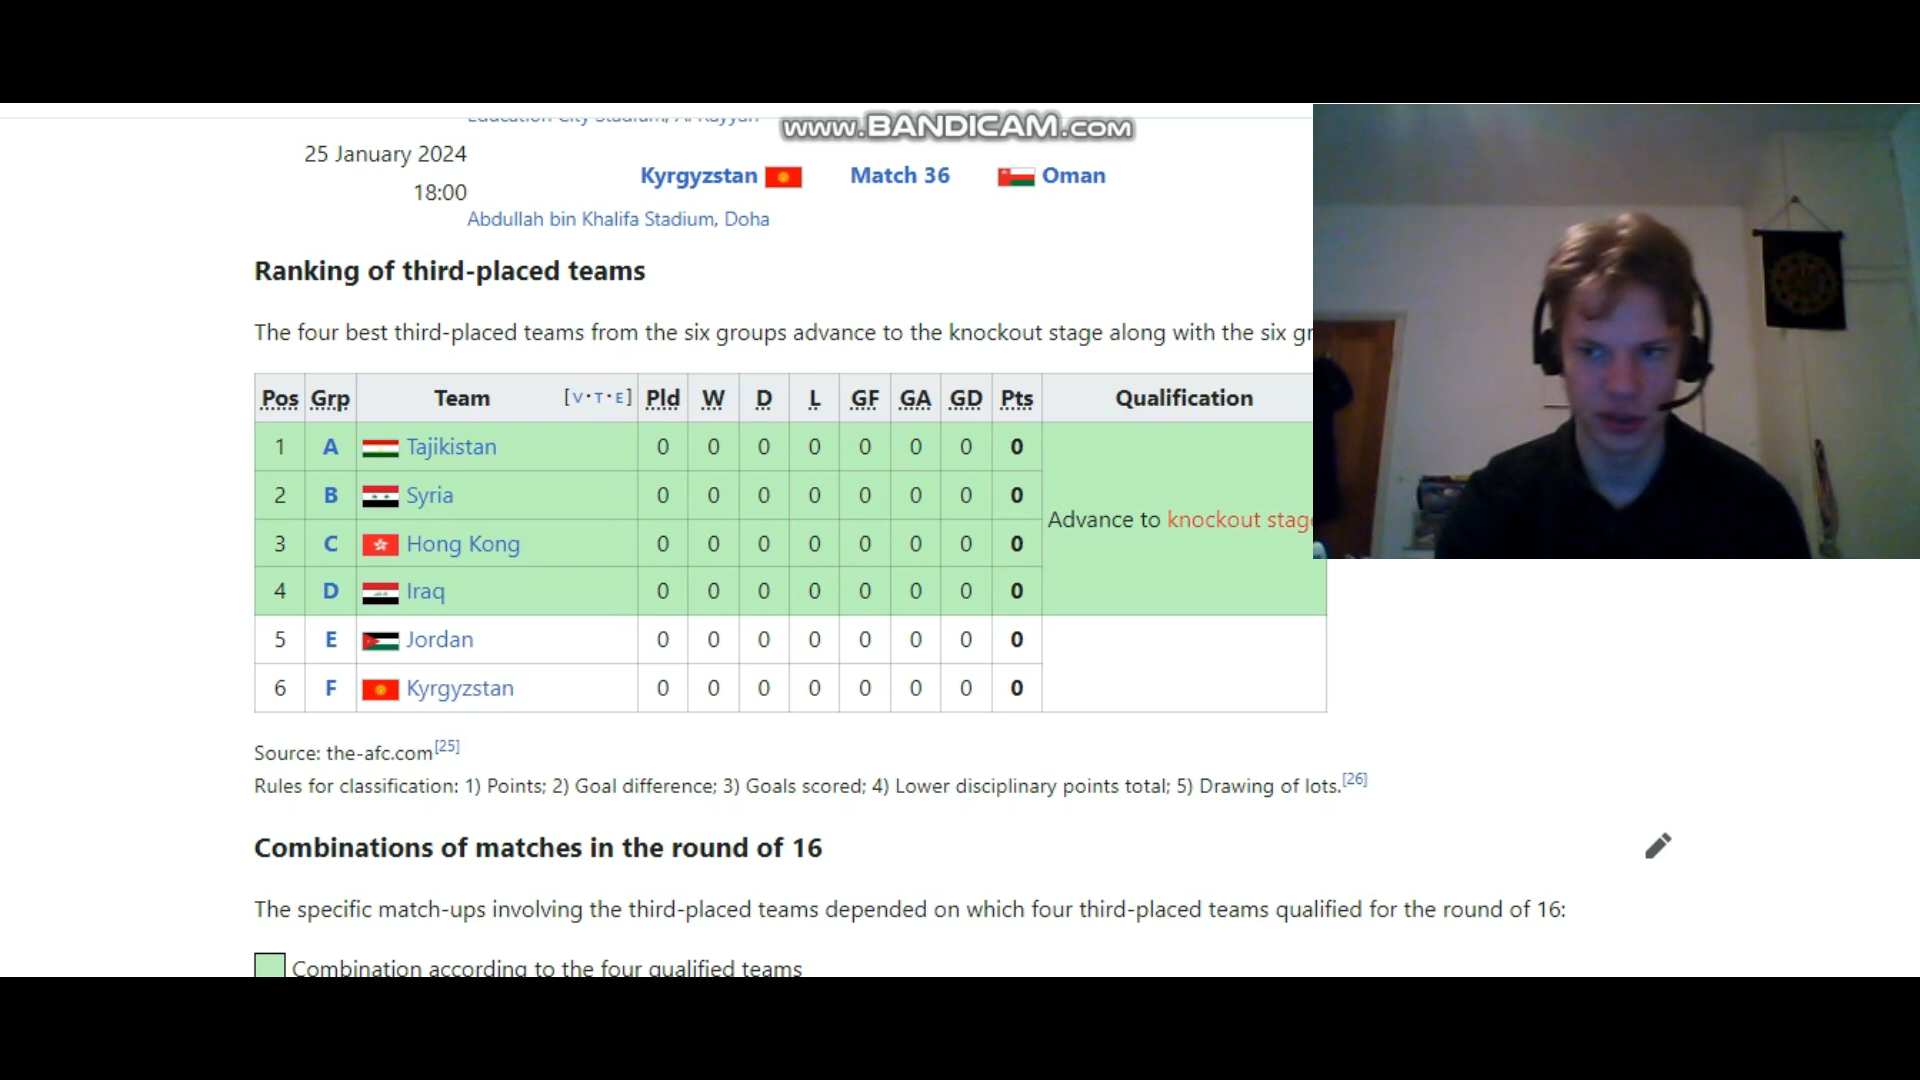 Education City Stadium, Al Rayyan
www.BANDICAM.com
25 January 2024
18:00
Kyrgyzstan Match 36 Oman
Abdullah bin Khalifa Stadium, Doha
Ranking of third-placed teams
The four best third-placed teams from the six groups advance to the knockout stage along with the six gr
Pos Grp Team [V·T·E] Pld W D L GF GA GD Pts Qualification
1 A Tajikistan 0 0 0 0 0 0 0 0
2 B Syria 0 0 0 0 0 0 0 0
Advance to knockout stage
3 C Hong Kong 0 0 0 0 0 0 0 0
4 D Iraq 0 0 0 0 0 0 0 0
5 E Jordan 0 0 0 0 0 0 0 0
6 F Kyrgyzstan 0 0 0 0 0 0 0 0
Source: the-afc.com[25]
Rules for classification: 1) Points; 2) Goal difference; 3) Goals scored; 4) Lower disciplinary points total; 5) Drawing of lots.[26]
Combinations of matches in the round of 16
The specific match-ups involving the third-placed teams depended on which four third-placed teams qualified for the round of 16:
Combination according to the four qualified teams